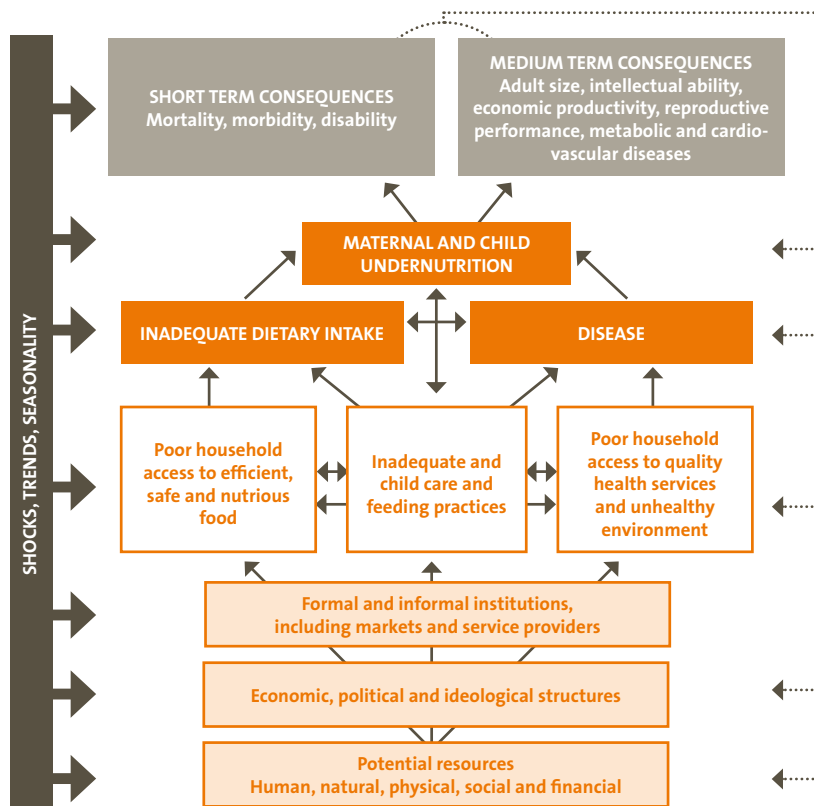 SHOCKS, TRENDS, SEASONALITY
SHORT TERM CONSEQUENCES
Mortality, morbidity, disability
MEDIUM TERM CONSEQUENCES
Adult size, intellectual ability,
economic productivity, reproductive
performance, metabolic and cardio-
vascular diseases
MATERNAL AND CHILD
UNDERNUTRITION
INADEQUATE DIETARY INTAKE
DISEASE
Poor household
access to efficient,
safe and nutritious
food
Inadequate and
child care and
feeding practices
Poor household
access to quality
health services
and unhealthy
environment
Formal and informal institutions,
including markets and service providers
Economic, political and ideological structures
Potential resources
Human, natural, physical, social and financial